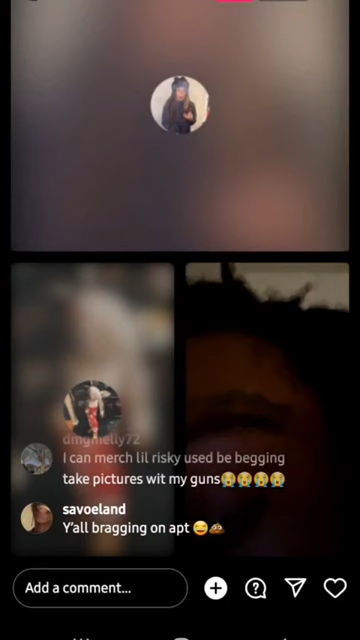 dmgmelly72
I can merch lil risky used be begging
take pictures wit my guns😭😭😭😭
savoeland
Y'all bragging on apt 😅💩
Add a comment...